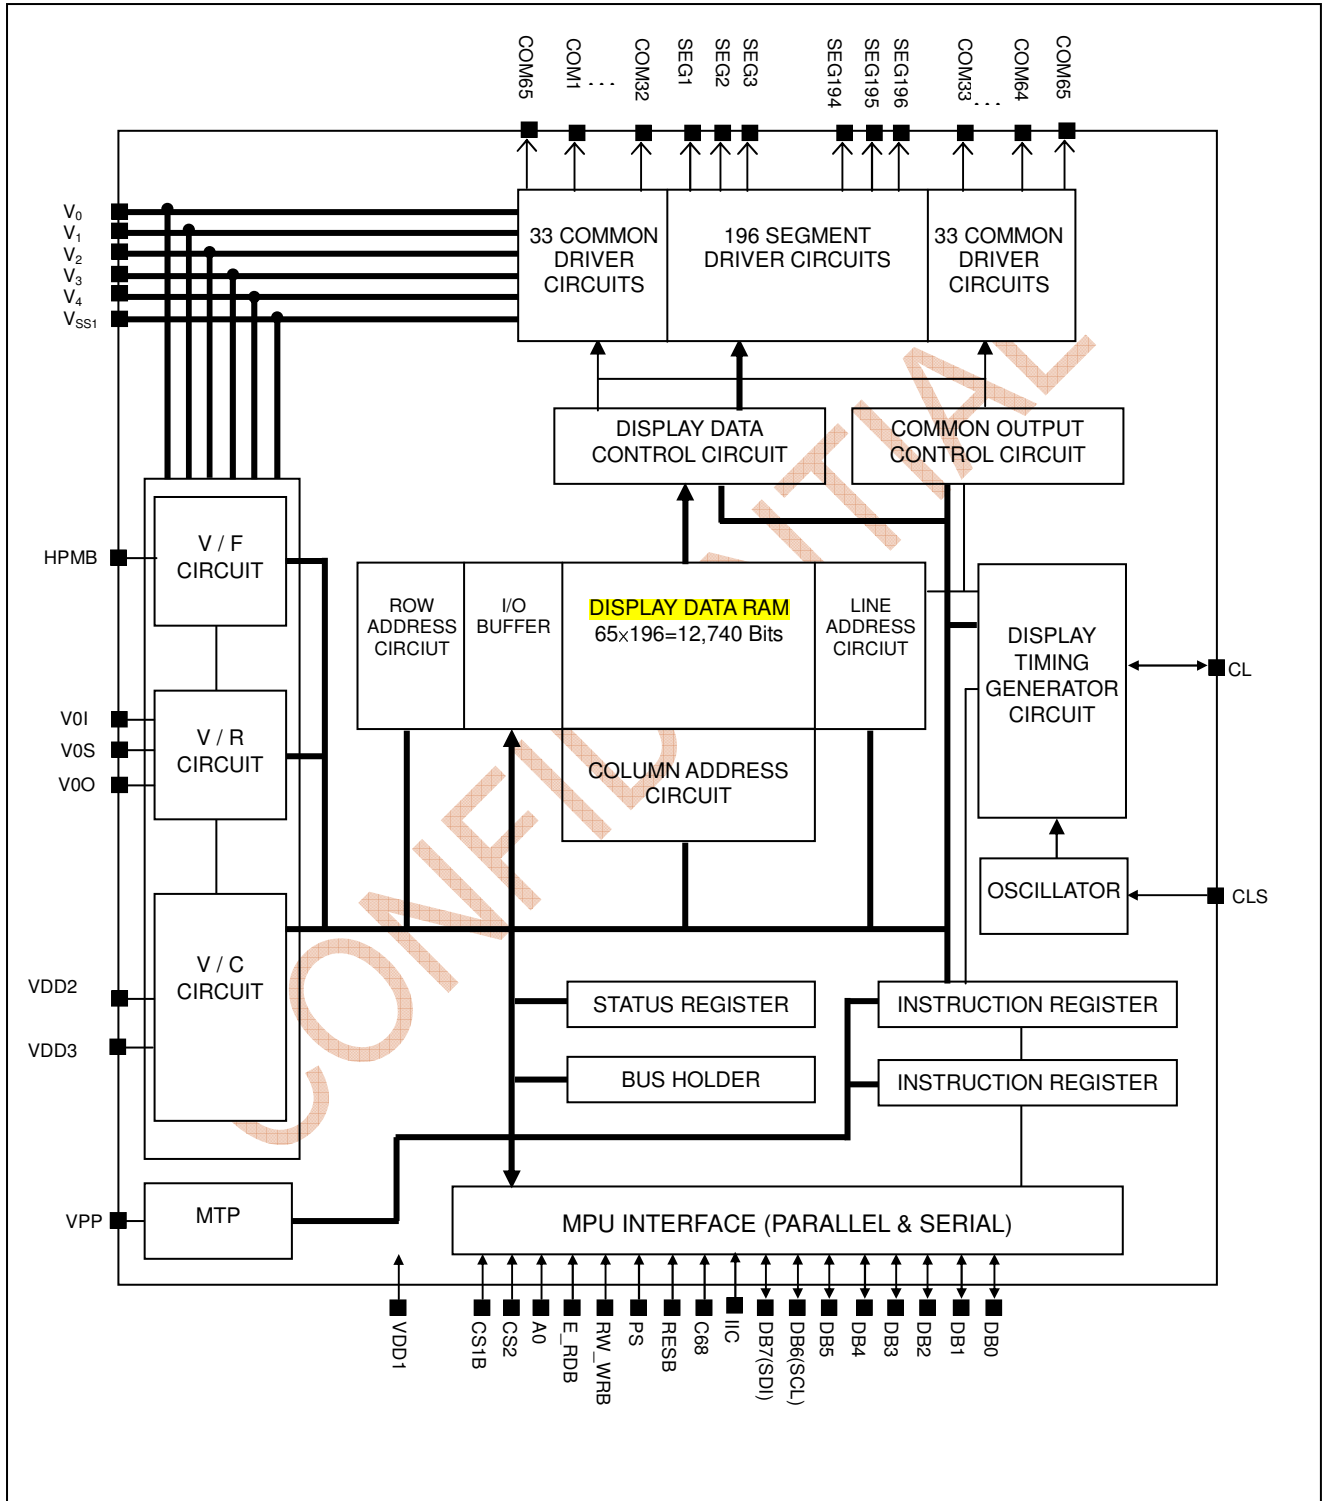 COM65
COM1
...
COM32
SEG1
SEG2
SEG3
SEG194
SEG195
SEG196
COM33
...
COM64
COM65
V0
V1
V2
V3
V4
VSS1
33 COMMON
DRIVER
CIRCUITS
196 SEGMENT
DRIVER CIRCUITS
33 COMMON
DRIVER
CIRCUITS
DISPLAY DATA
CONTROL CIRCUIT
COMMON OUTPUT
CONTROL CIRCUIT
HPMB
V / F
CIRCUIT
ROW
ADDRESS
CIRCIUT
I/O
BUFFER
DISPLAY DATA RAM
65×196=12,740 Bits
LINE
ADDRESS
CIRCIUT
DISPLAY
TIMING
GENERATOR
CIRCUIT
CL
V0I
V0S
V0O
V / R
CIRCUIT
COLUMN ADDRESS
CIRCUIT
OSCILLATOR
CLS
V / C
CIRCUIT
VDD2
VDD3
STATUS REGISTER
INSTRUCTION REGISTER
BUS HOLDER
INSTRUCTION REGISTER
VPP
MTP
MPU INTERFACE (PARALLEL & SERIAL)
VDD1
CS1B
CS2
A0
E_RDB
RW_WRB
PS
RESB
C68
IIC
DB7(SDI)
DB6(SCL)
DB5
DB4
DB3
DB2
DB1
DB0
CONFIDENTIAL